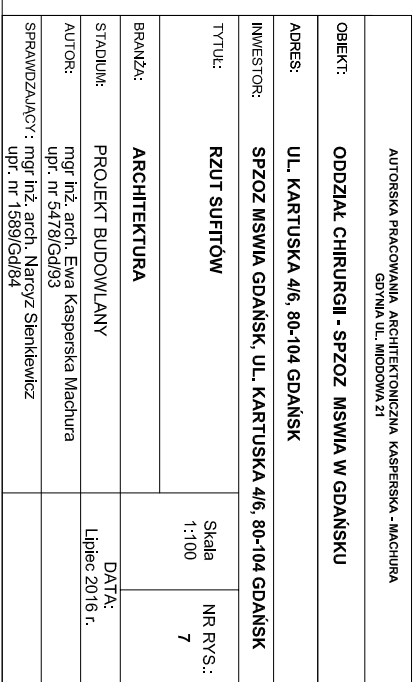 AUTORSKA PRACOWANIA ARCHITEKTONICZNA KASPERSKA - MACHURA
GDYNIA UL. MIODOWA 21
OBIEKT: ODDZIAŁ CHIRURGII - SPZOZ MSWIA W GDAŃSKU
ADRES: UL. KARTUSKA 4/6, 80-104 GDAŃSK
INWESTOR: SPZOZ MSWIA GDAŃSK, UL. KARTUSKA 4/6, 80-104 GDAŃSK
TYTUŁ: RZUT SUFITÓW
Skala
1:100
NR RYS.:
7
BRANŻA: ARCHITEKTURA
STADIUM: PROJEKT BUDOWLANY
DATA:
Lipiec 2016 r.
AUTOR: mgr inż. arch. Ewa Kasperska Machura
upr. nr 5478/Gd/93
SPRAWDZAJĄCY: mgr inż. arch. Narcyz Sienkiewicz
upr. nr 1589/Gd/84